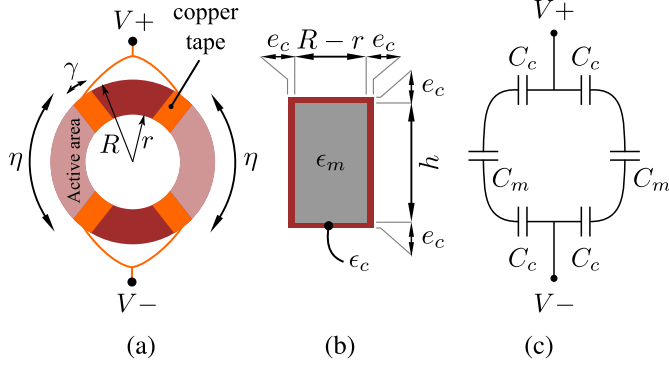 V+
copper
tape
γ
η
Active area
R
r
η
V−
(a)
e_c
R − r
e_c
e_c
ϵ_m
h
e_c
ϵ_c
(b)
V+
C_c
C_c
C_m
C_m
C_c
C_c
V−
(c)